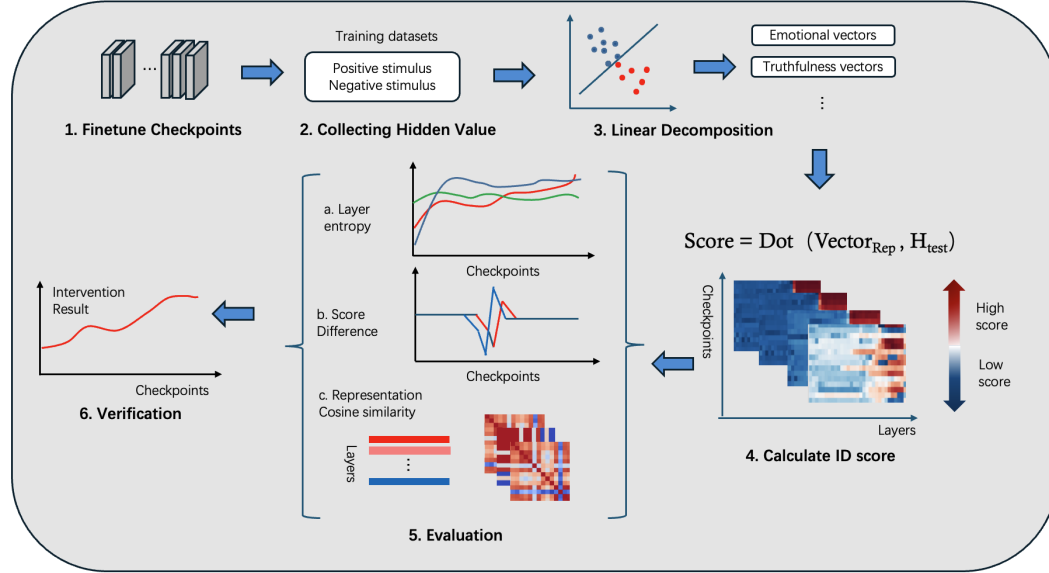 Training datasets
Positive stimulus
Negative stimulus
Emotional vectors
Truthfulness vectors
⋮
...
1. Finetune Checkpoints
2. Collecting Hidden Value
3. Linear Decomposition
Score = Dot (Vector_Rep, H_test)
Checkpoints
High
score
Low
score
Layers
4. Calculate ID score
a. Layer
entropy
Checkpoints
b. Score
Difference
Checkpoints
c. Representation
Cosine similarity
Layers
⋮
5. Evaluation
Intervention
Result
Checkpoints
6. Verification